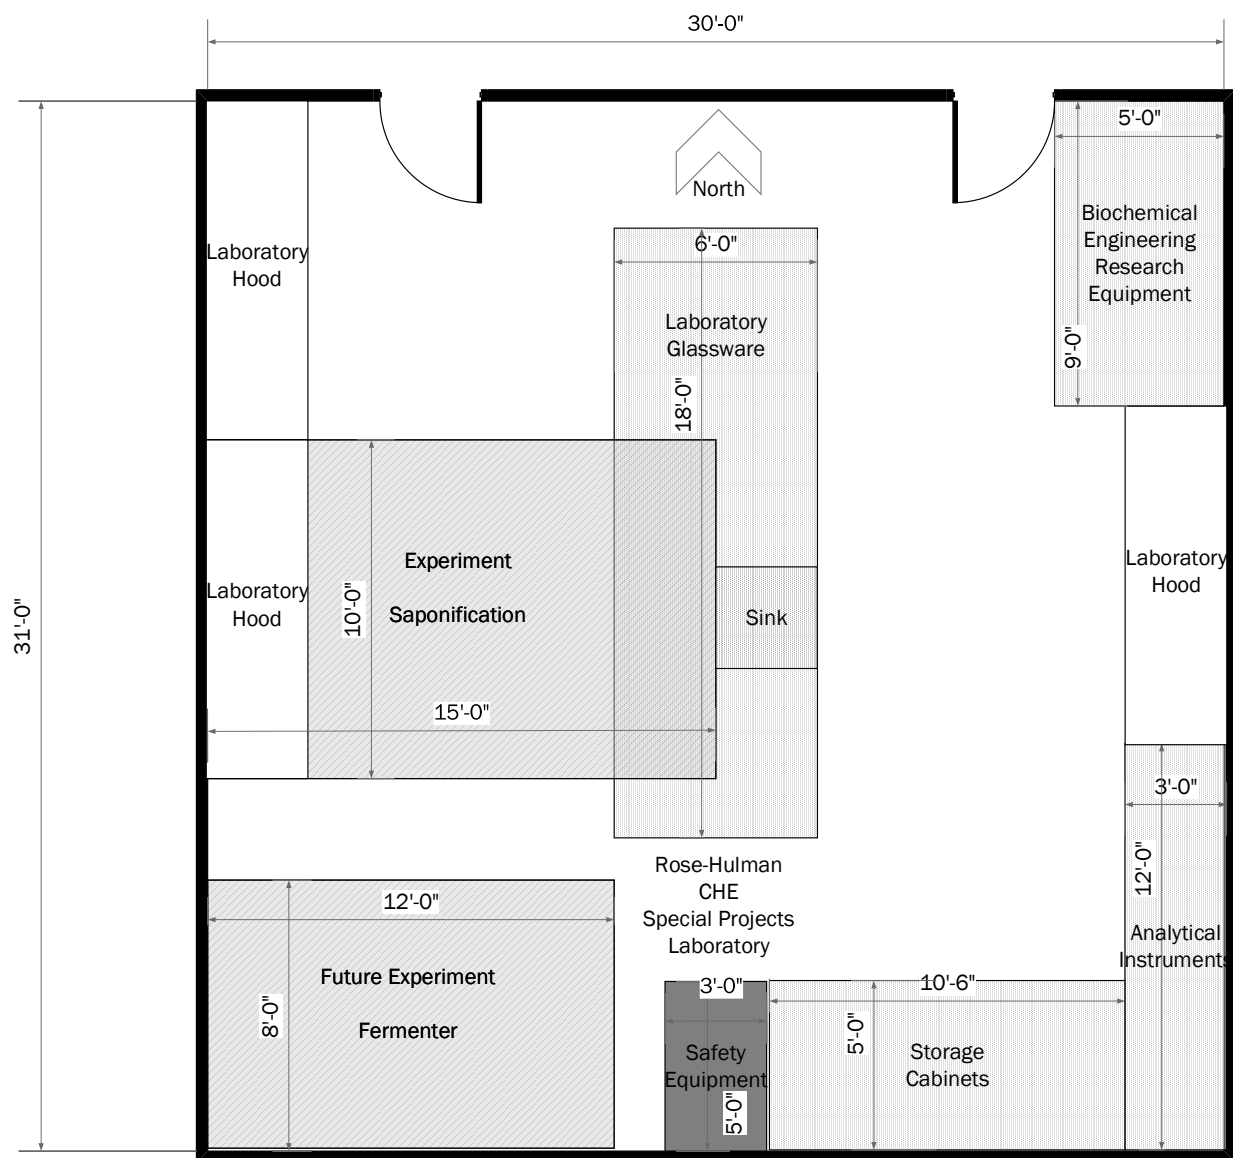 30'-0"
5'-0"
North
Biochemical
Engineering
Research
Equipment
6'-0"
Laboratory
Hood
Laboratory
Glassware
9'-0"
18'-0"
Experiment
Saponification
Laboratory
Hood
Laboratory
Hood
10'-0"
Sink
31'-0"
15'-0"
3'-0"
12'-0"
Rose-Hulman
CHE
Special Projects
Laboratory
12'-0"
Analytical
Instruments
Future Experiment
Fermenter
8'-0"
3'-0"
10'-6"
5'-0"
Safety
Equipment
5'-0"
Storage
Cabinets